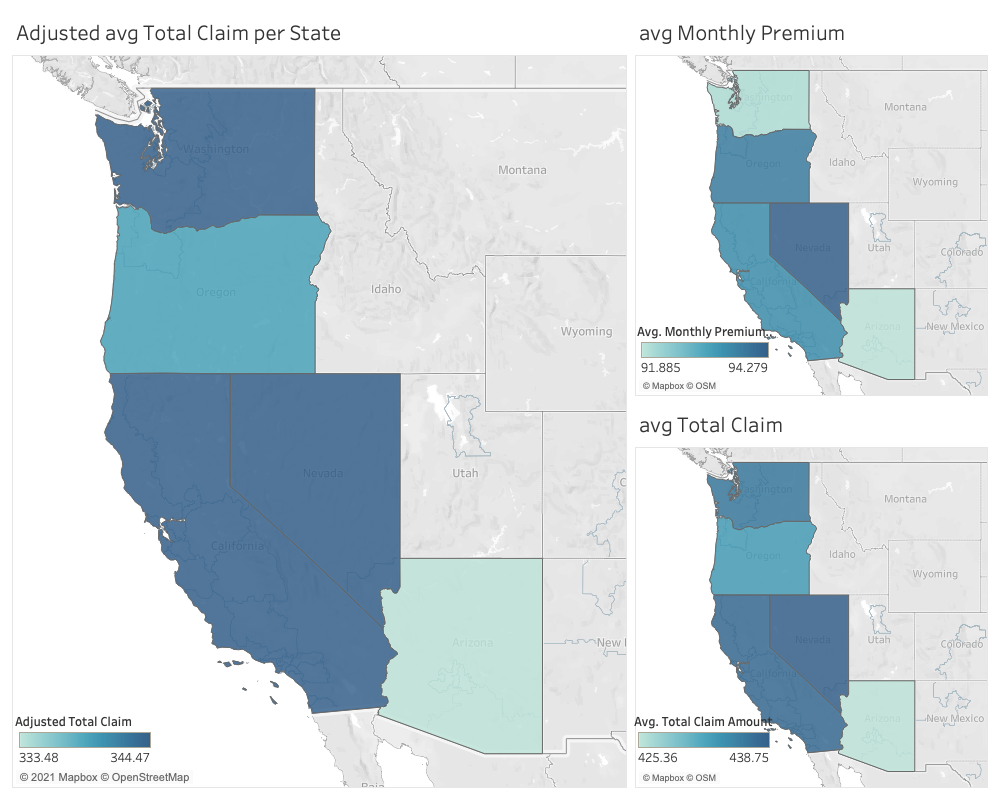 Adjusted avg Total Claim per State
Washington
Montana
Oregon
Idaho
Wyoming
Nevada
Utah
California
Arizona
Adjusted Total Claim
333.48 344.47
© 2021 Mapbox © OpenStreetMap
avg Monthly Premium
Washington
Montana
Oregon
Idaho
Wyoming
Nevada
Utah
Colorado
Arizona
New Mexico
Avg. Monthly Premium..
91.885 94.279
© Mapbox © OSM
avg Total Claim
Washington
Montana
Oregon
Idaho
Wyoming
Nevada
Utah
Colorado
California
Arizona
New Mexico
Avg. Total Claim Amount
425.36 438.75
© Mapbox © OSM